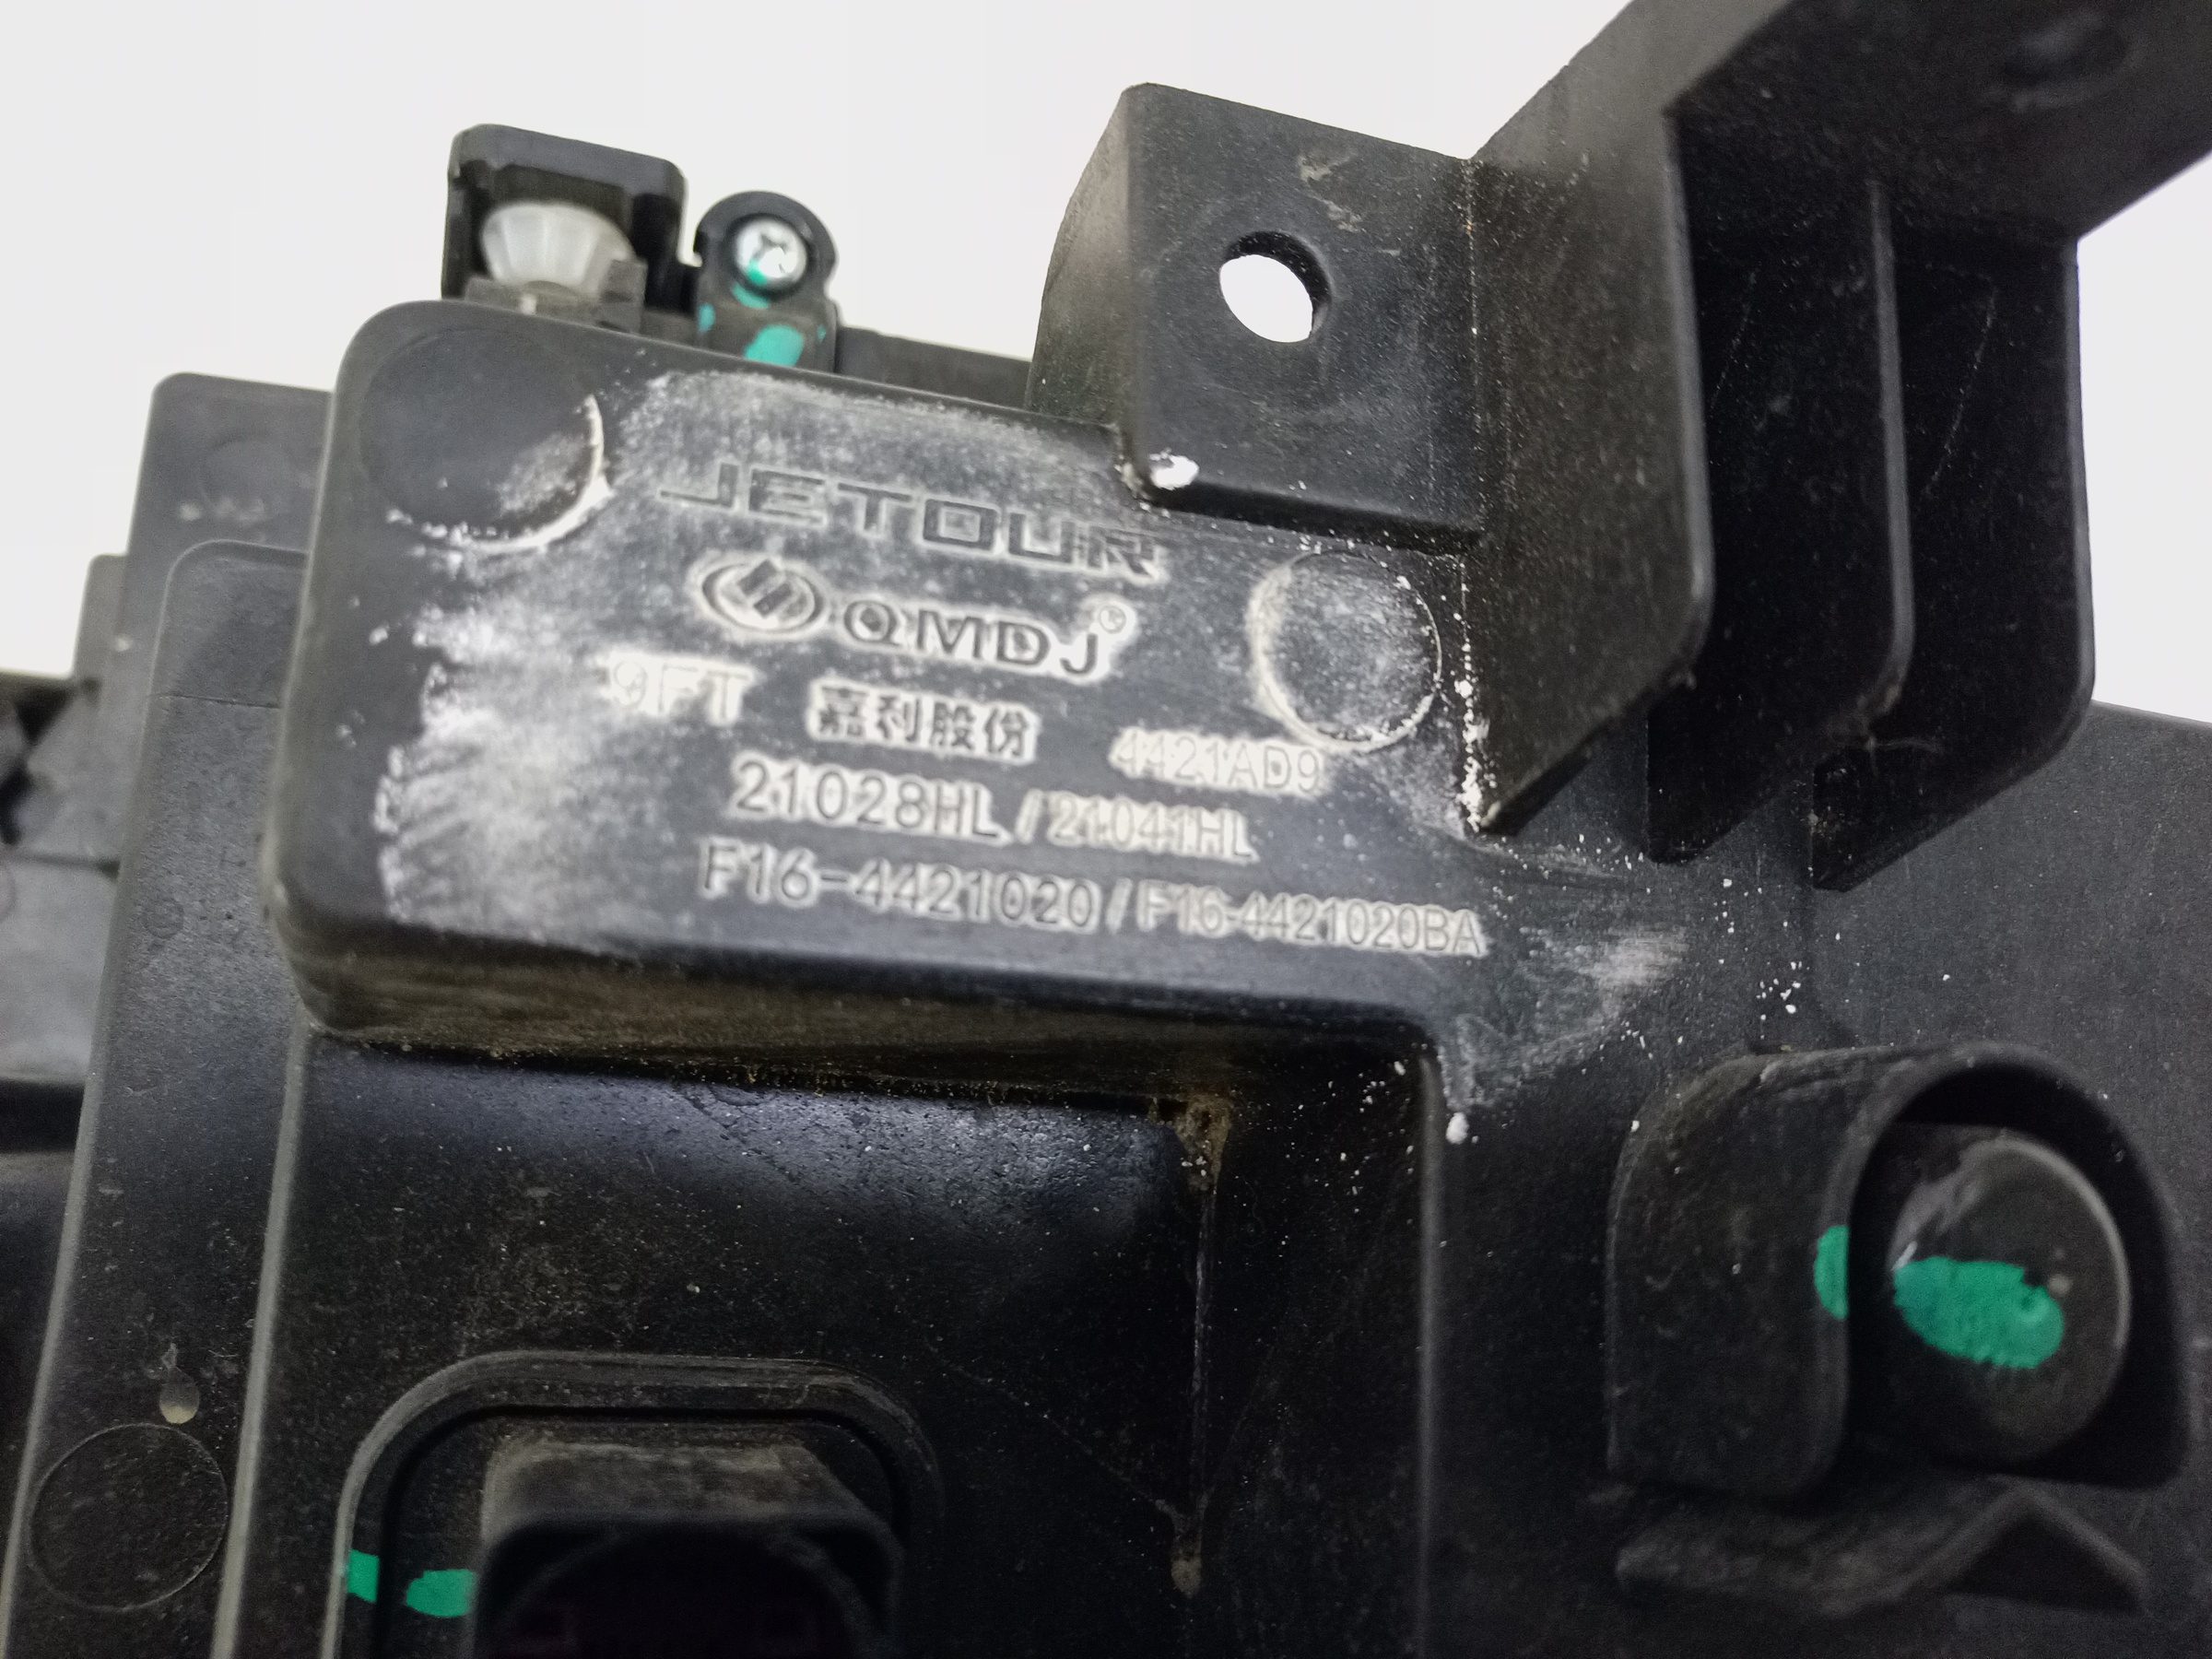 JETOUR
QMDJ®
9FT 嘉利股份 4421AD9
21028HL/21041HL
F16-4421020/F16-4421020BA